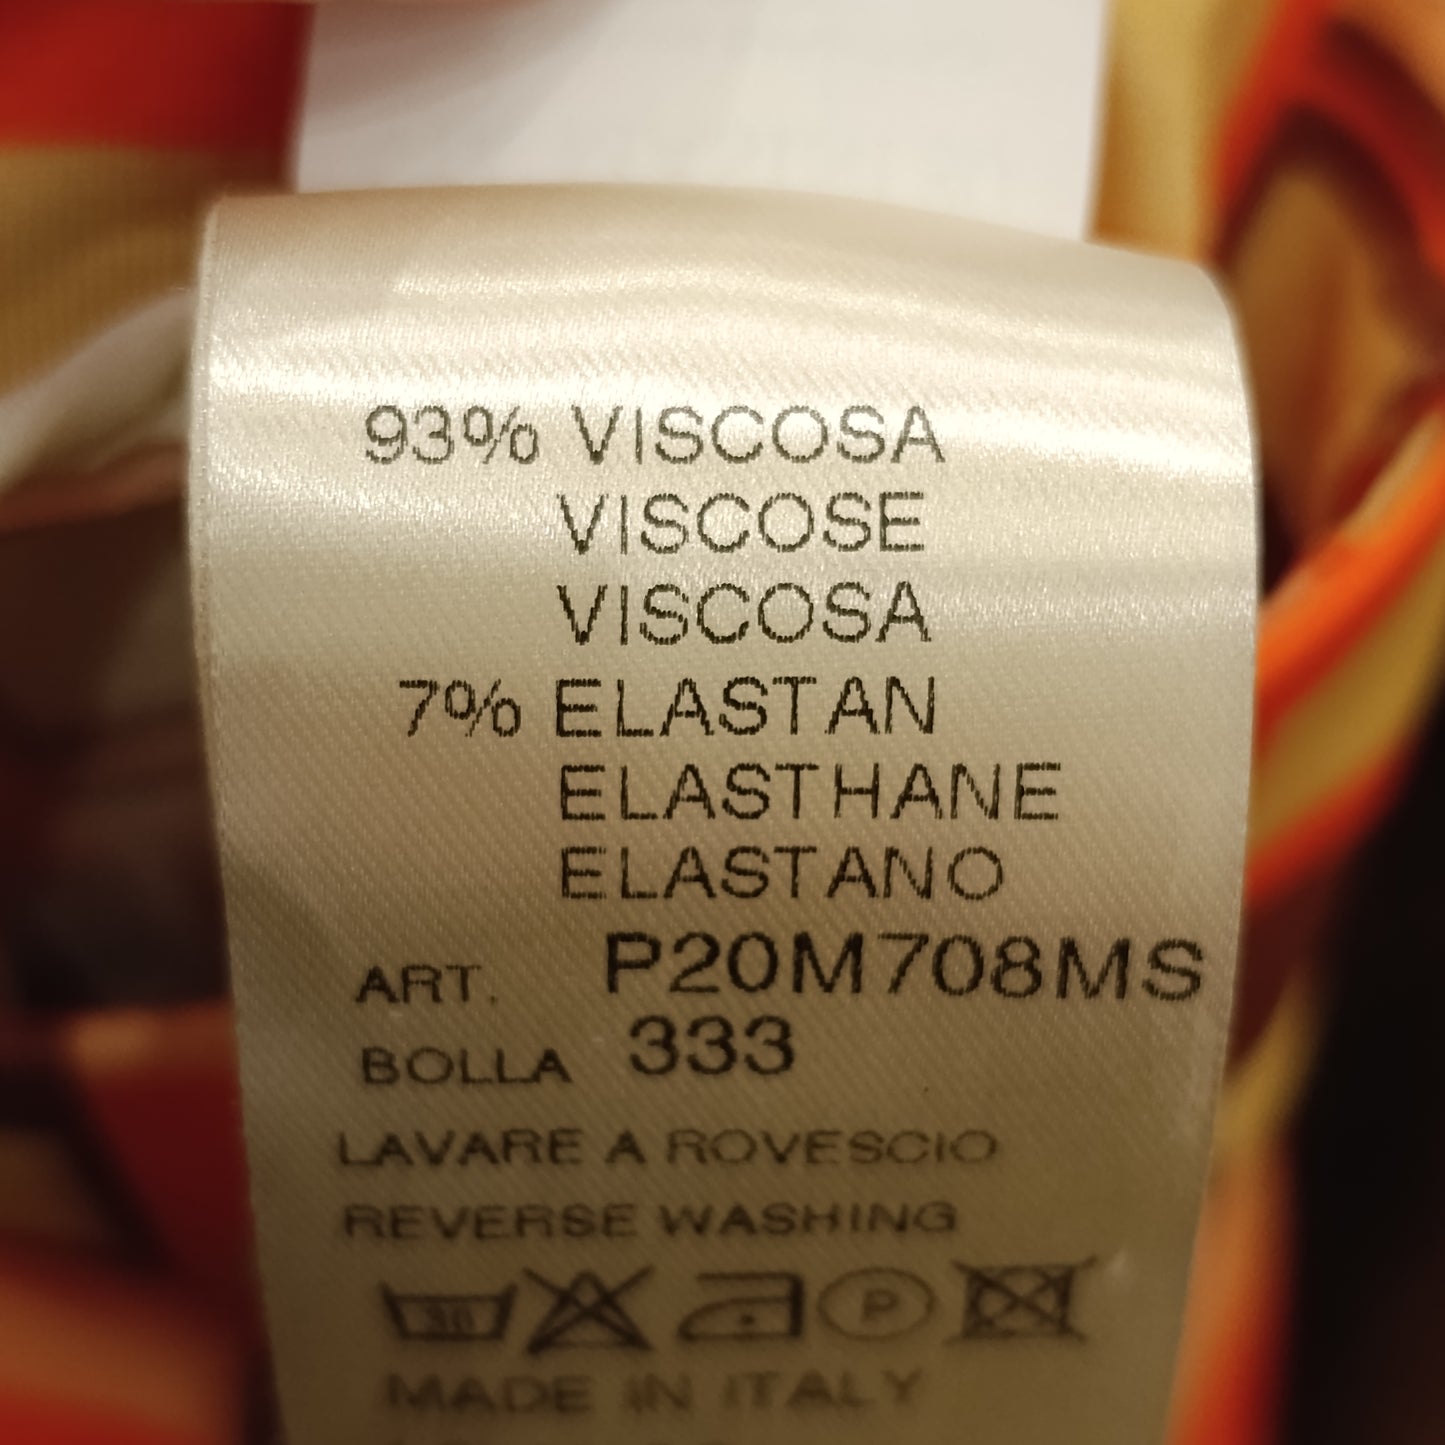 93% VISCOSA
VISCOSE
VISCOSA
7% ELASTAN
ELASTHANE
ELASTANO
ART. P20M708MS
BOLLA 333
LAVARE A ROVESCIO
REVERSE WASHING
30 P
MADE IN ITALY